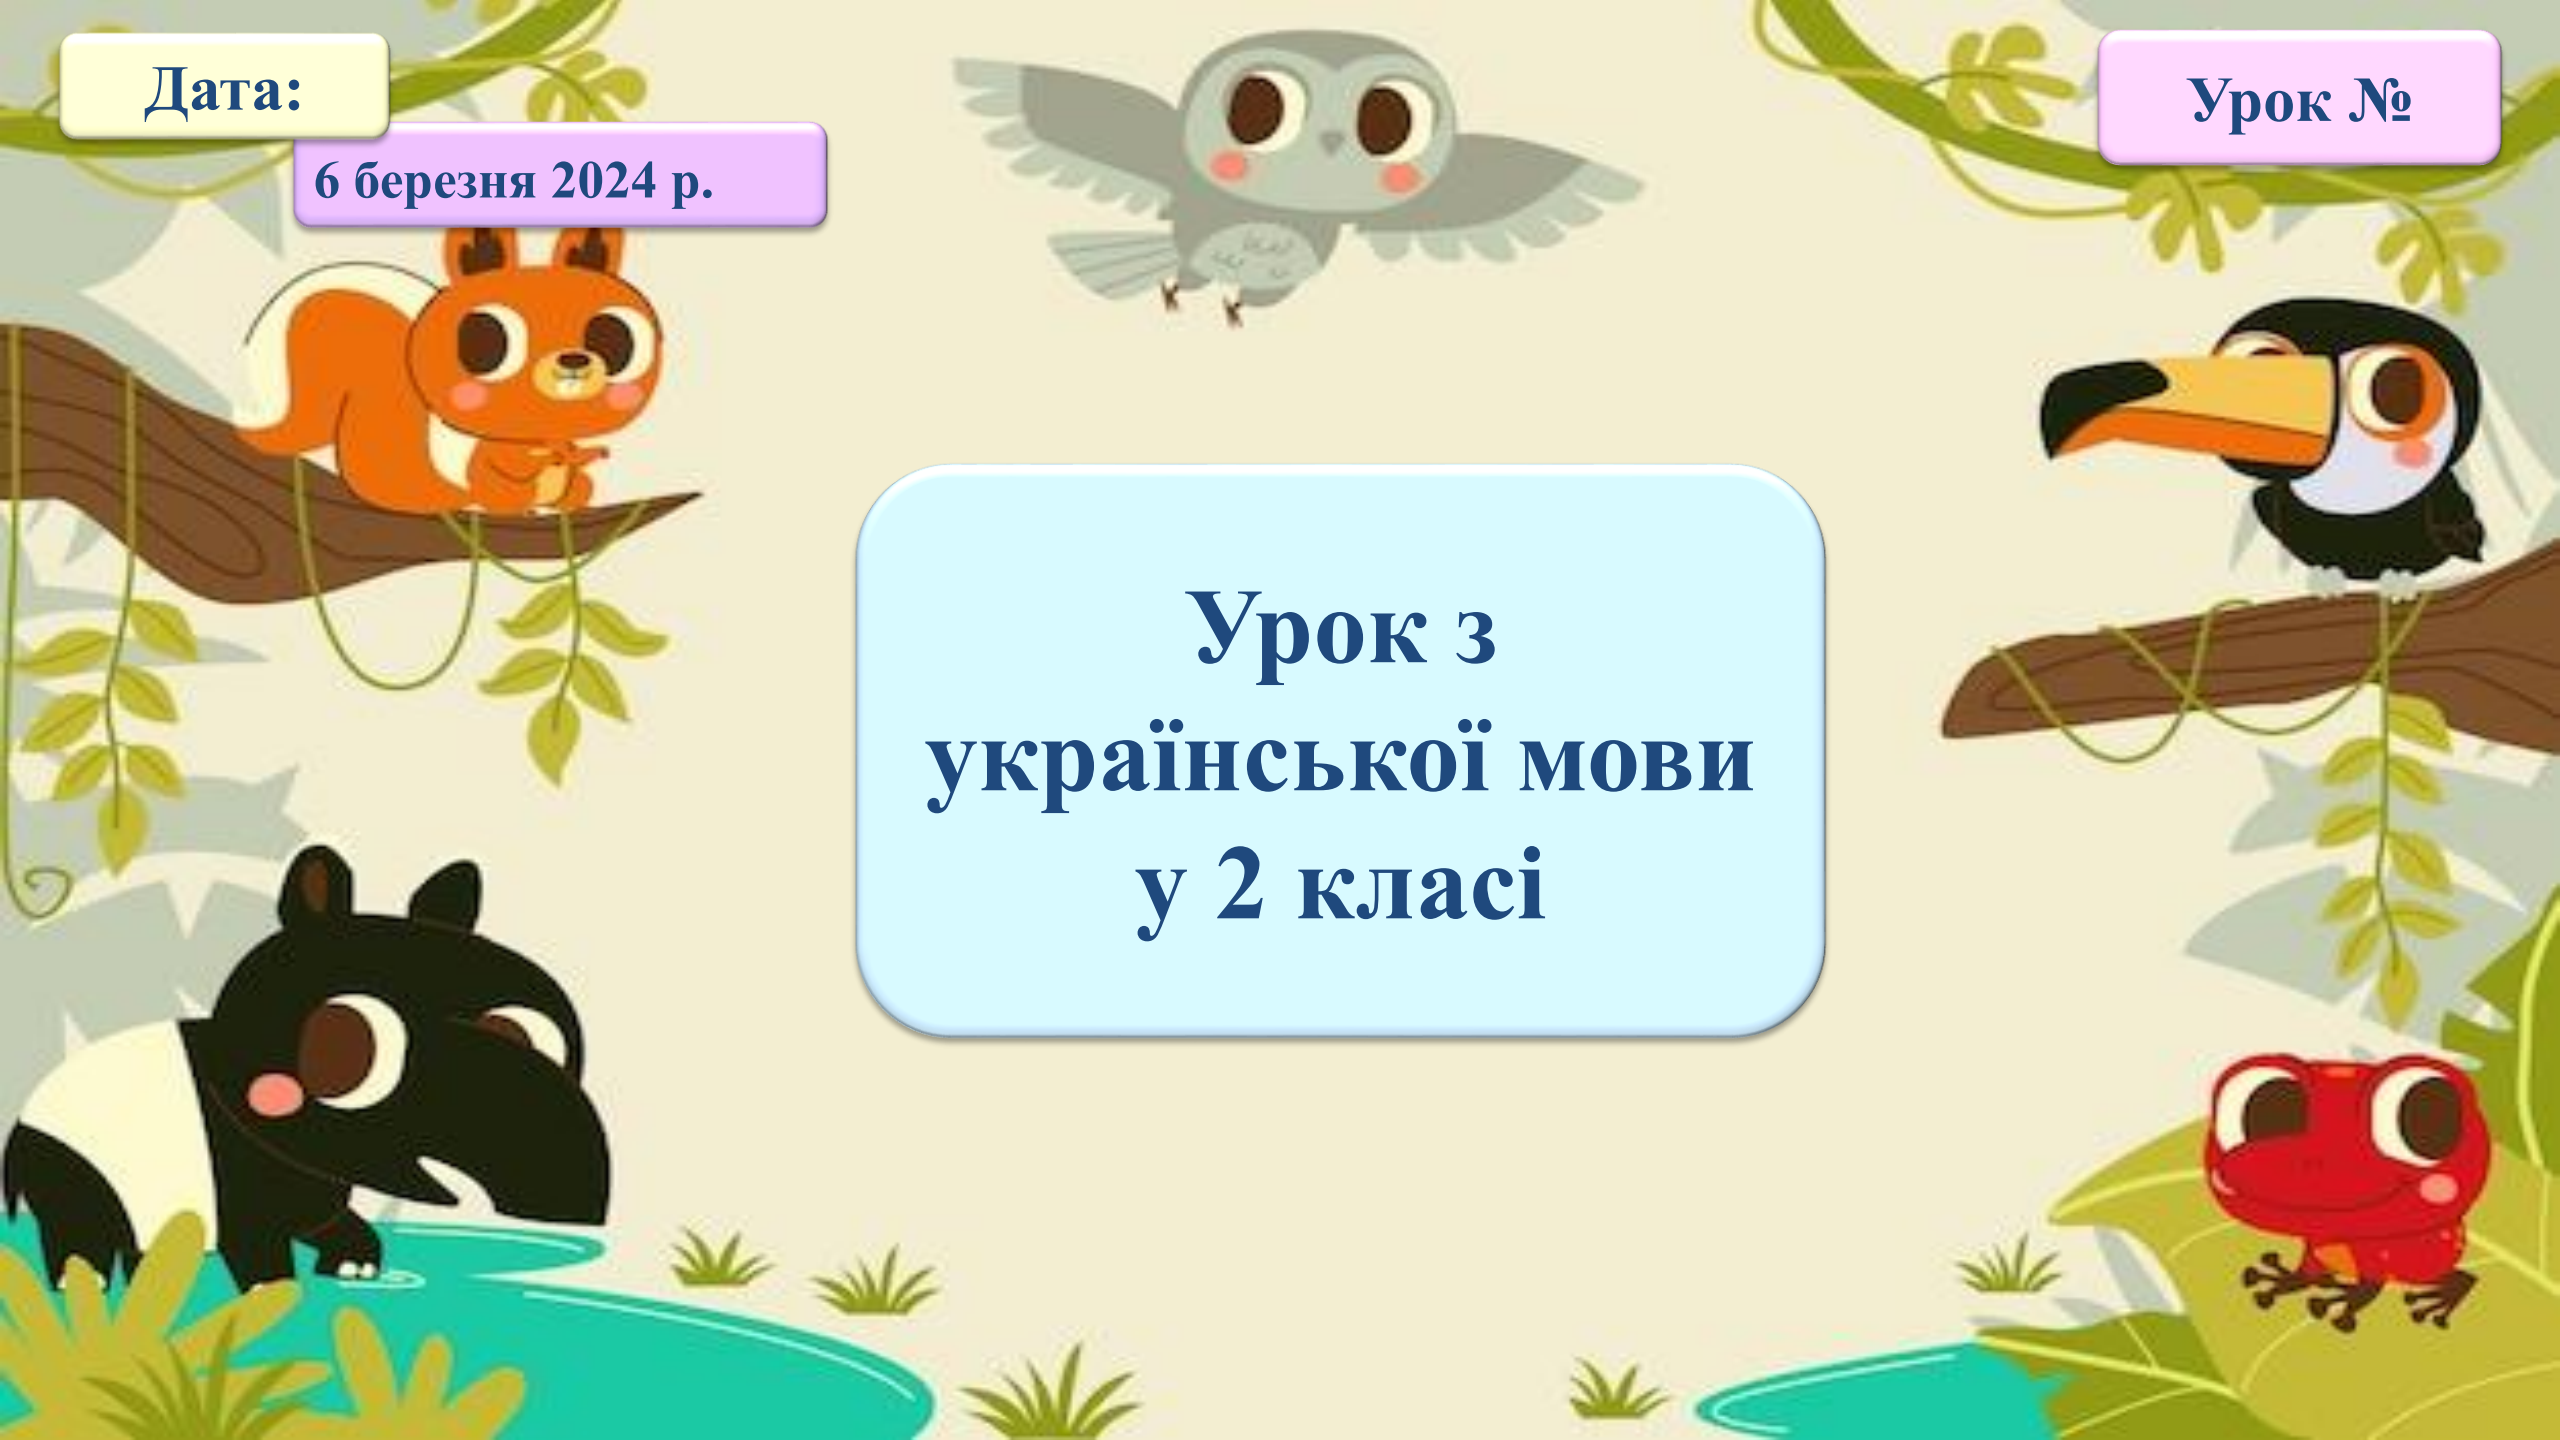 Дата:
6 березня 2024 р.
Урок №
Урок з
української мови
у 2 класі